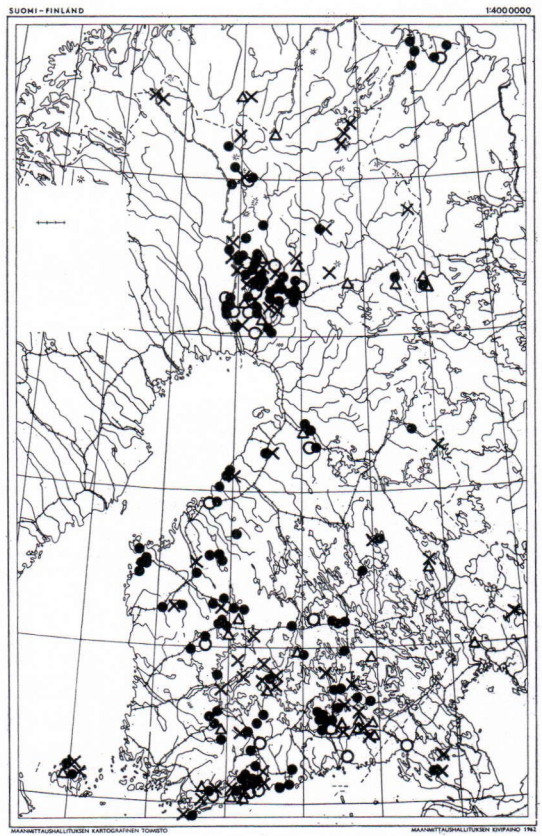 SUOMI-FINLAND
1:4000000
MAANMITTAUSHALLITUKSEN KARTOGRAFINEN TOIMISTO
MAANMITTAUSHALLITUKSEN KIVIPAINO 1962